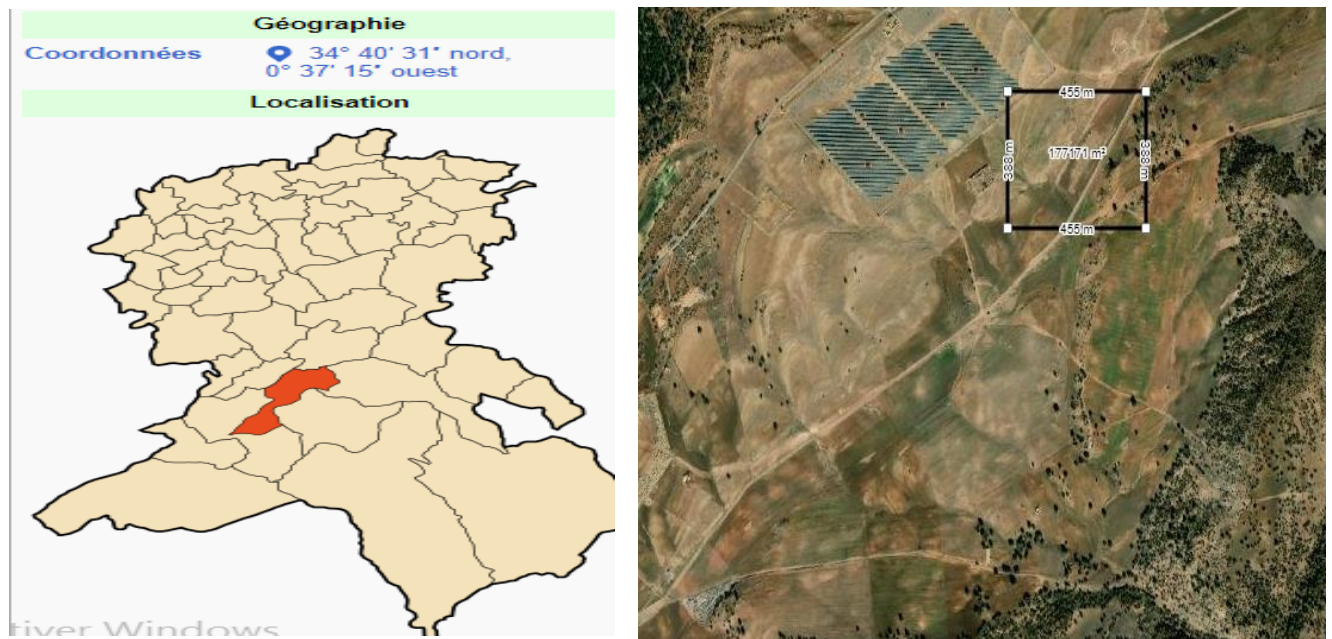 Géographie
Coordonnées 34° 40′ 31″ nord,
0° 37′ 15″ ouest
Localisation
tiver Windows
455 m
388 m
177171 m²
388 m
455 m